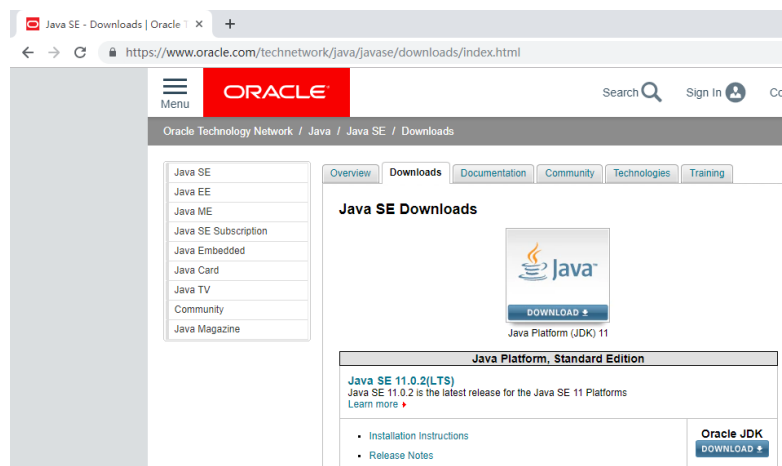 Java SE - Downloads | Oracle T
https://www.oracle.com/technetwork/java/javase/downloads/index.html
Menu
ORACLE
Search
Sign In
Co
Oracle Technology Network / Java / Java SE / Downloads
Java SE
Java EE
Java ME
Java SE Subscription
Java Embedded
Java Card
Java TV
Community
Java Magazine
Overview
Downloads
Documentation
Community
Technologies
Training
Java SE Downloads
Java™
DOWNLOAD
Java Platform (JDK) 11
Java Platform, Standard Edition
Java SE 11.0.2(LTS)
Java SE 11.0.2 is the latest release for the Java SE 11 Platforms
Learn more
Installation Instructions
Release Notes
Oracle JDK
DOWNLOAD